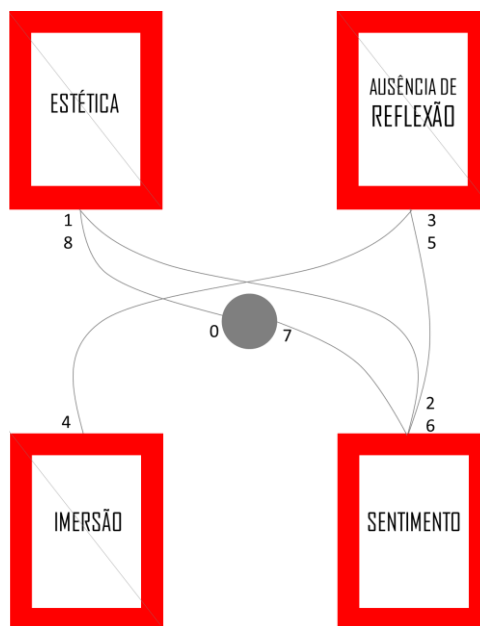 ESTÉTICA
AUSÊNCIA DE
REFLEXÃO
1
8
3
5
0
7
4
2
6
IMERSÃO
SENTIMENTO